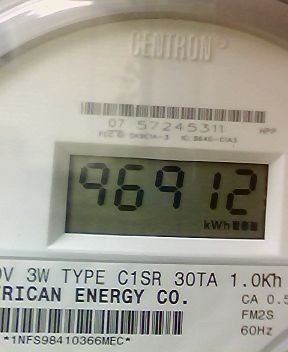 CENTRON®
07 57245311
96912
kWh
V 3W TYPE C1SR 30TA 1.0Kh
RICAN ENERGY CO.
CA 0.5
FM2S
60Hz
*1NFS98410366MEC*